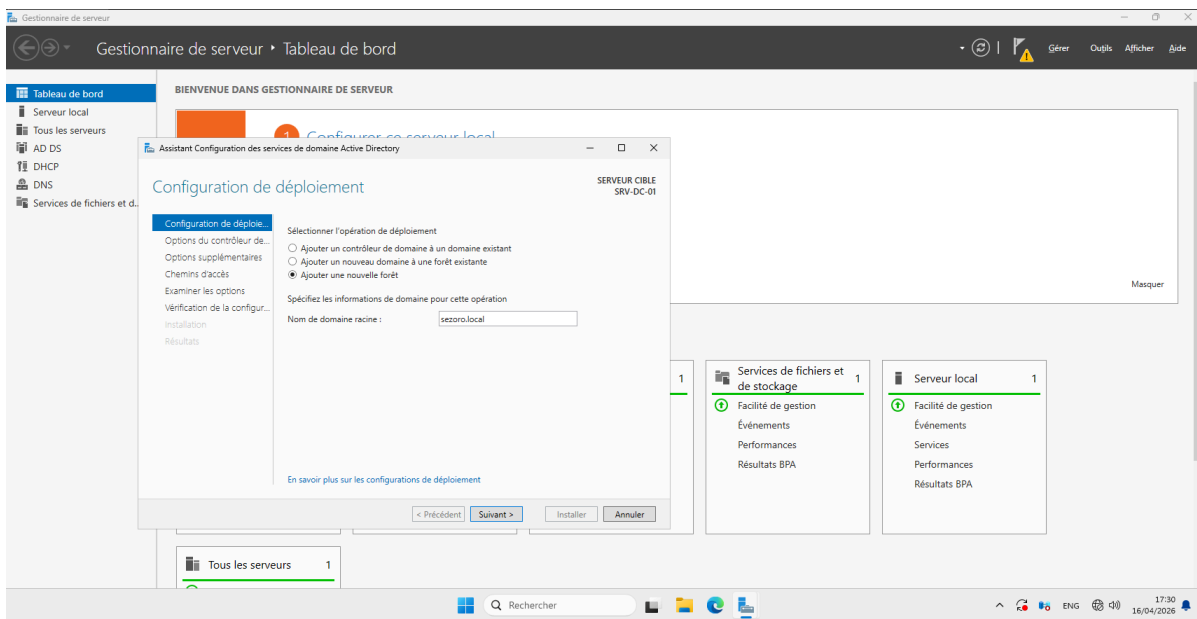 Gestionnaire de serveur
Gestionnaire de serveur • Tableau de bord
Gérer Outils Afficher Aide
Tableau de bord
Serveur local
Tous les serveurs
AD DS
DHCP
DNS
Services de fichiers et d...
BIENVENUE DANS GESTIONNAIRE DE SERVEUR
1 Configurer ce serveur local
Masquer
Assistant Configuration des services de domaine Active Directory
Configuration de déploiement
SERVEUR CIBLE
SRV-DC-01
Configuration de déploie...
Options du contrôleur de...
Options supplémentaires
Chemins d'accès
Examiner les options
Vérification de la configur...
Installation
Résultats
Sélectionner l'opération de déploiement
Ajouter un contrôleur de domaine à un domaine existant
Ajouter un nouveau domaine à une forêt existante
Ajouter une nouvelle forêt
Spécifiez les informations de domaine pour cette opération
Nom de domaine racine : sezoro.local
En savoir plus sur les configurations de déploiement
< Précédent Suivant > Installer Annuler
1
Services de fichiers et de stockage 1
Facilité de gestion
Événements
Performances
Résultats BPA
Serveur local 1
Facilité de gestion
Événements
Services
Performances
Résultats BPA
Tous les serveurs 1
Rechercher
ENG
17:30
16/04/2026